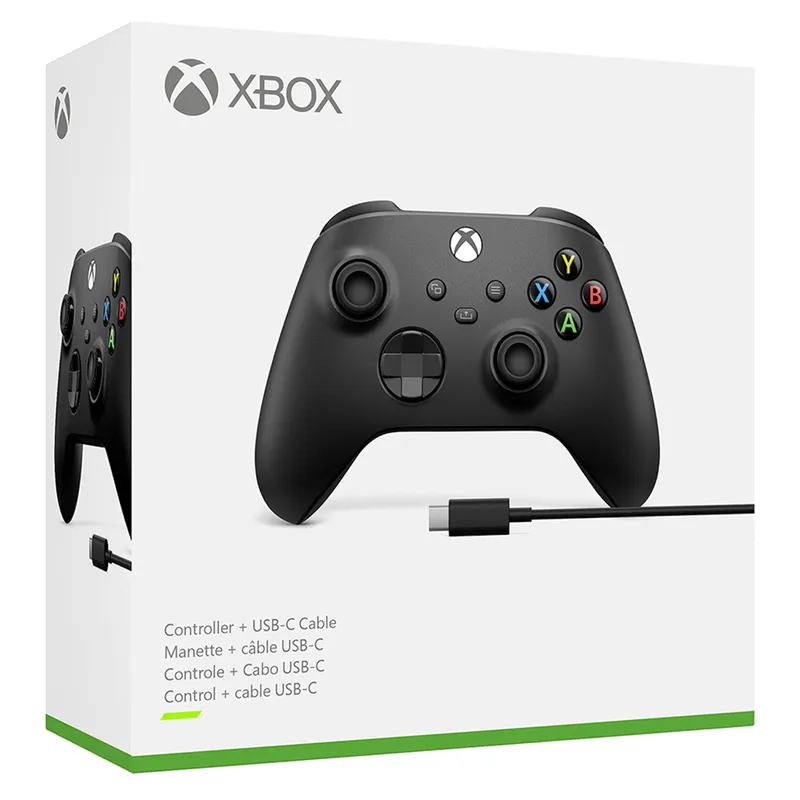 XBOX
Y
X
B
A
Y
X
B
A
Controller + USB-C Cable
Manette + câble USB-C
Controle + Cabo USB-C
Control + cable USB-C